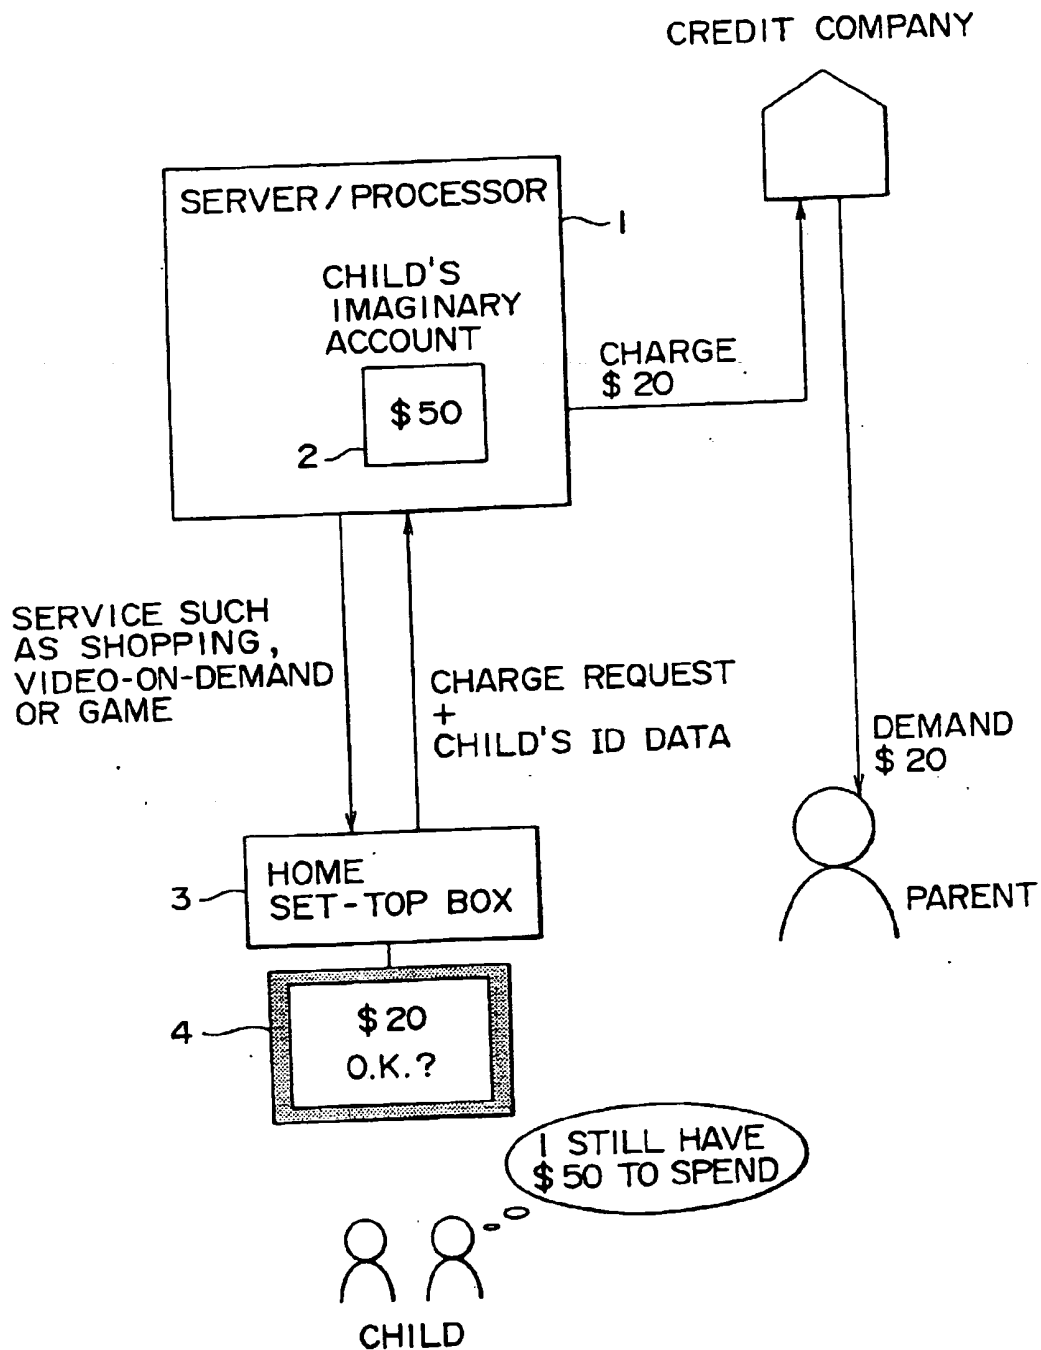 CREDIT COMPANY
SERVER/PROCESSOR
1
CHILD'S
IMAGINARY
ACCOUNT
$50
2
CHARGE
$20
SERVICE SUCH
AS SHOPPING,
VIDEO-ON-DEMAND
OR GAME
CHARGE REQUEST
+
CHILD'S ID DATA
DEMAND
$20
PARENT
HOME
SET-TOP BOX
3
$20
O.K.?
4
I STILL HAVE
$50 TO SPEND
CHILD